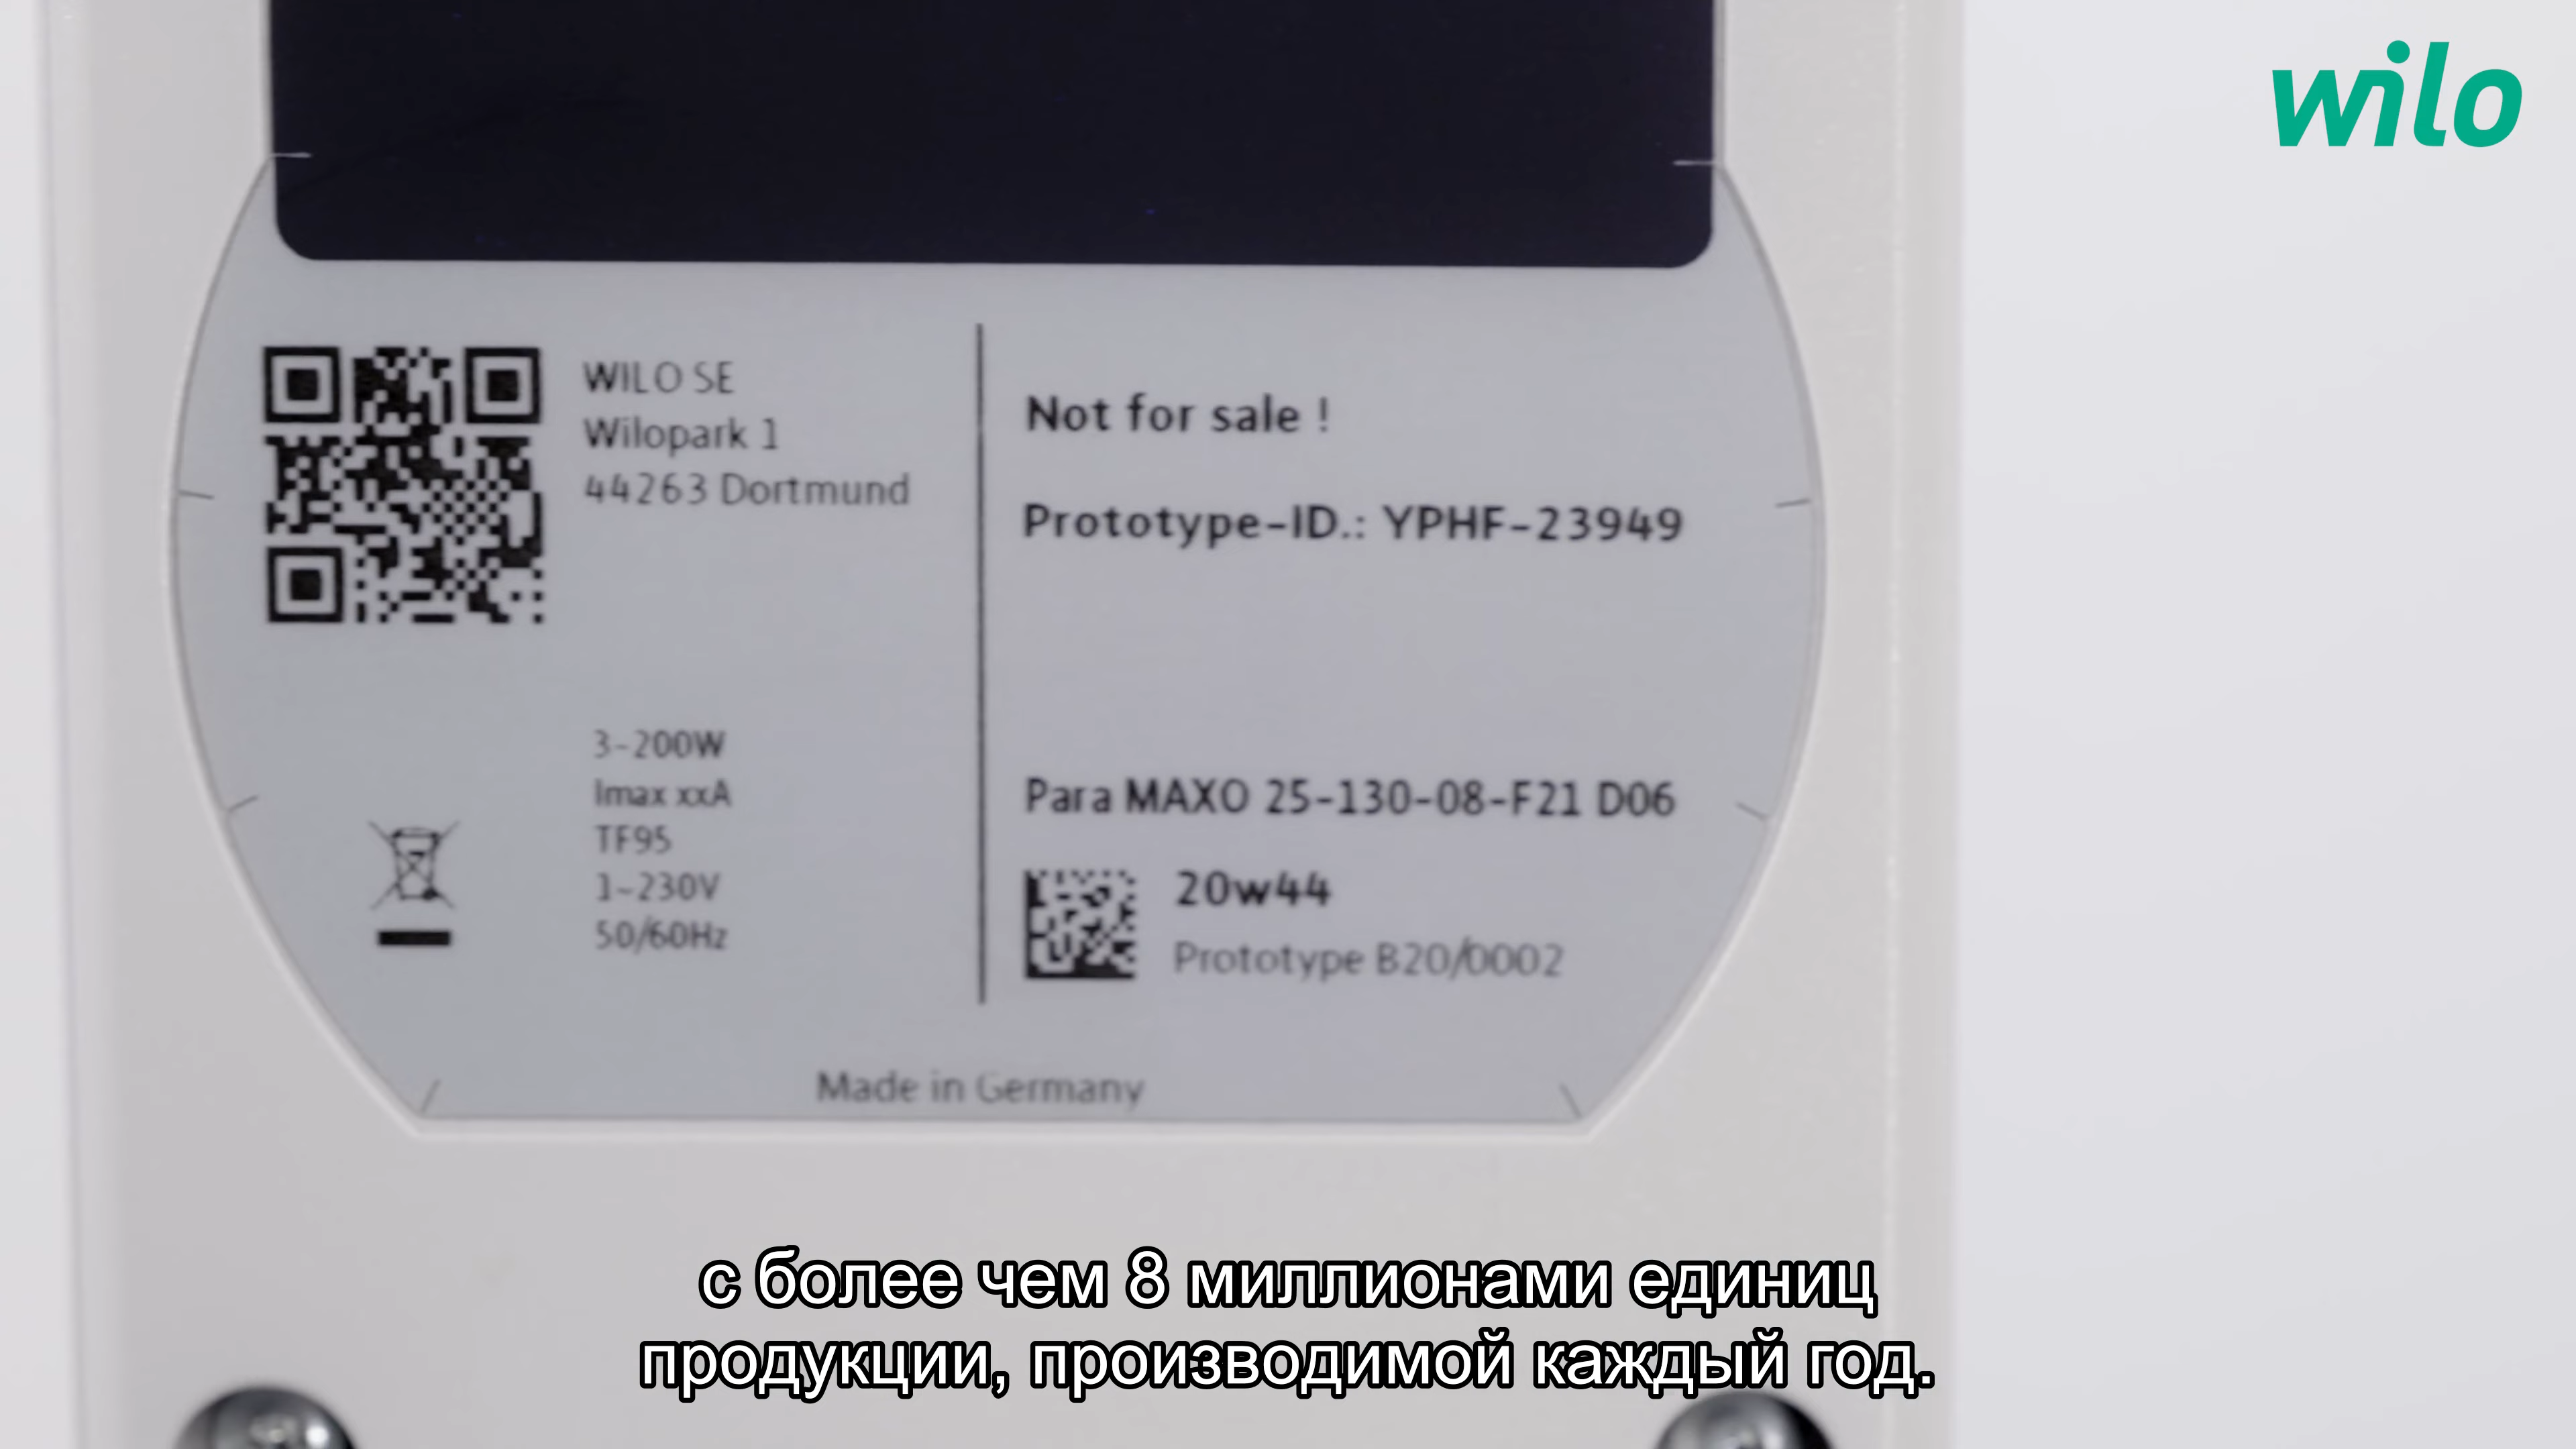 wilo
WILO SE
Wilopark 1
44263 Dortmund
Not for sale !
Prototype-ID.: YPHF-23949
3~200W
Imax xxA
TF95
1~230V
50/60Hz
Para MAXO 25-130-08-F21 D06
20w44
Prototype B20/0002
Made in Germany
с более чем 8 миллионами единиц
продукции, производимой каждый год.